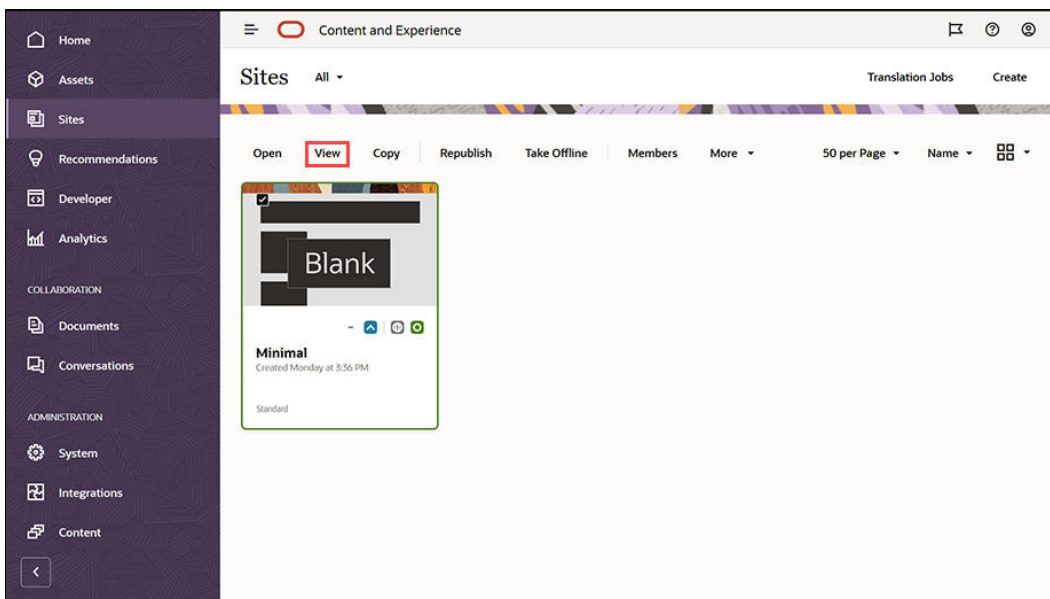 Home
Assets
Sites
Recommendations
Developer
Analytics
COLLABORATION
Documents
Conversations
ADMINISTRATION
System
Integrations
Content
Content and Experience
Sites All
Translation Jobs Create
Open View Copy Republish Take Offline Members More 50 per Page Name
Blank
Minimal
Created Monday at 3:36 PM
Standard